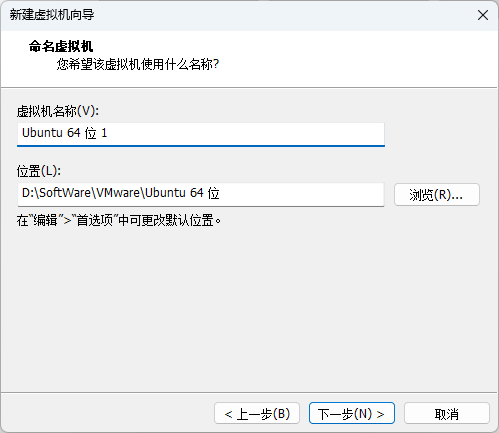 新建虚拟机向导
命名虚拟机
您希望该虚拟机使用什么名称?
虚拟机名称(V):
Ubuntu 64 位 1
位置(L):
D:\SoftWare\VMware\Ubuntu 64 位
浏览(R)...
在“编辑”>“首选项”中可更改默认位置。
< 上一步(B)
下一步(N) >
取消